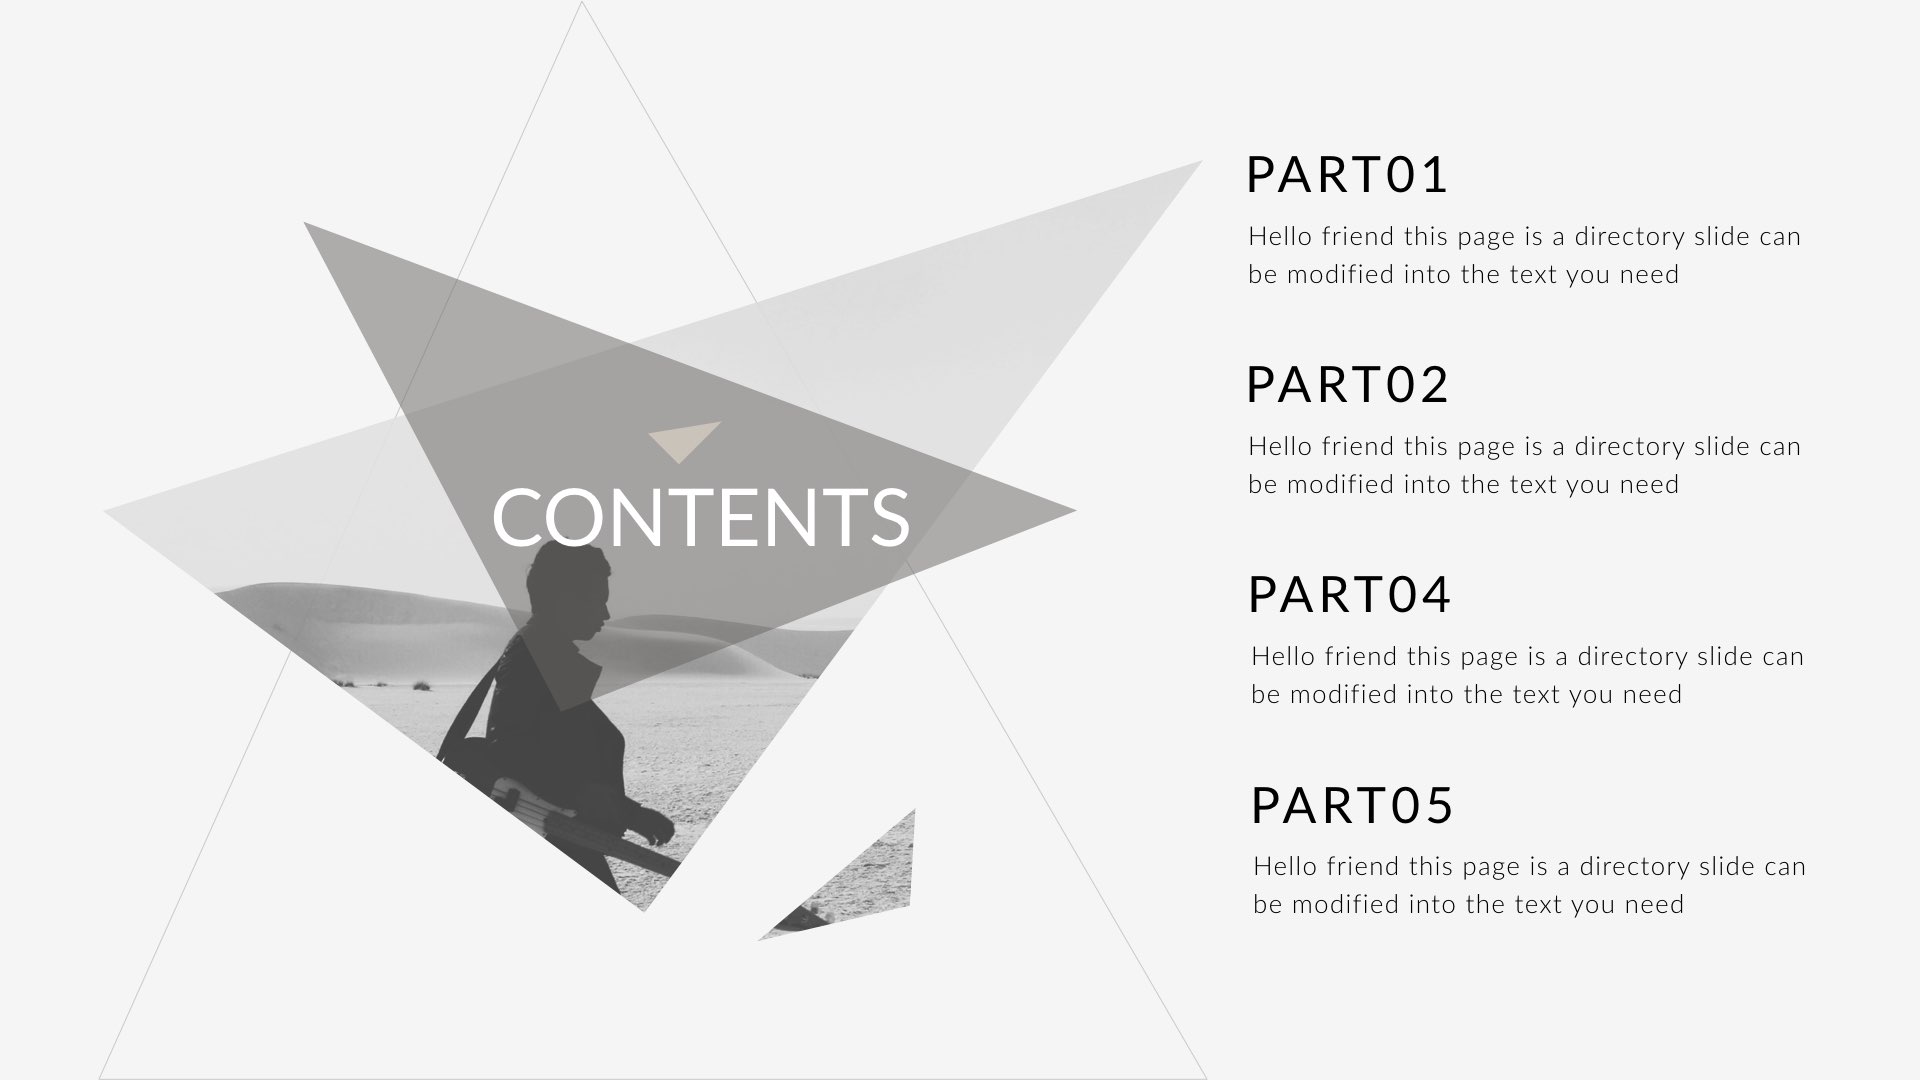 CONTENTS
PART01
Hello friend this page is a directory slide can
be modified into the text you need
PART02
Hello friend this page is a directory slide can
be modified into the text you need
PART04
Hello friend this page is a directory slide can
be modified into the text you need
PART05
Hello friend this page is a directory slide can
be modified into the text you need